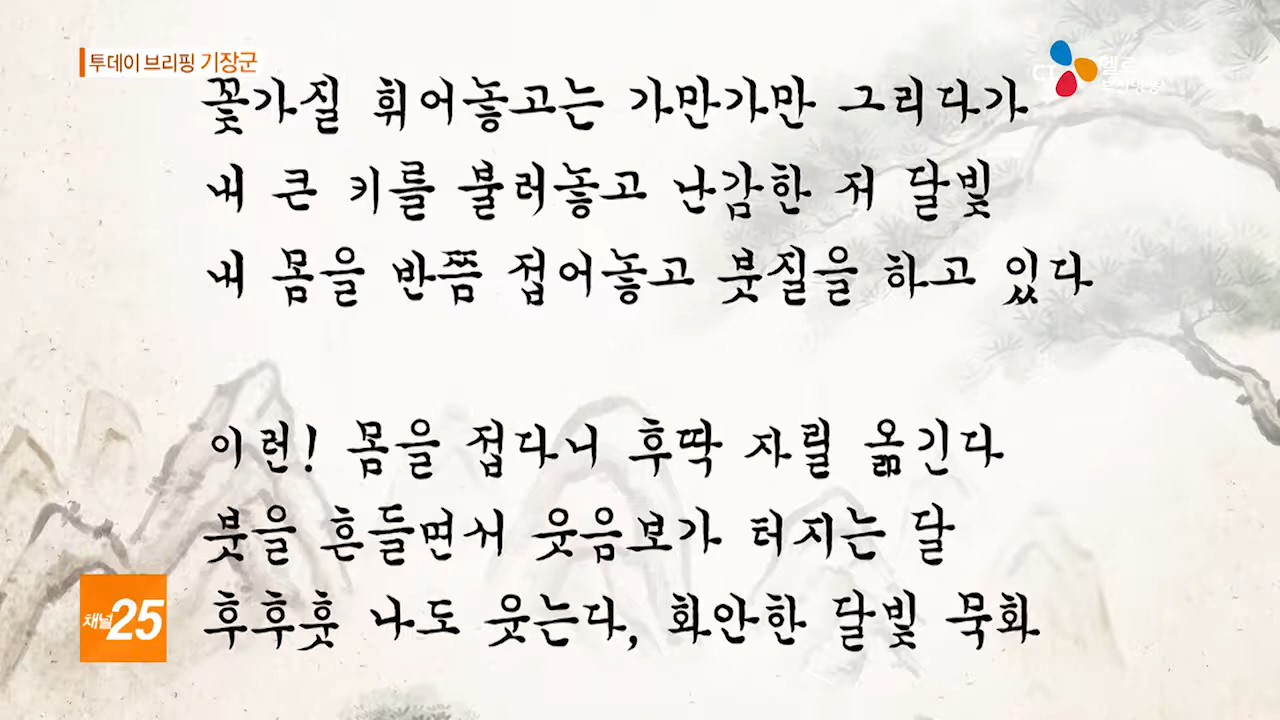 투데이 브리핑 기장군
꽃가질 휘어놓고는 가만가만 그리다가
내 큰 키를 불러놓고 난감한 저 달빛
내 몸을 반쯤 접어놓고 붓질을 하고 있다
이런! 몸을 접다니 후딱 자릴 옮긴다
붓을 흔들면서 웃음보가 터지는 달
후후훗 나도 웃는다, 화안한 달빛 묵화
채널 25